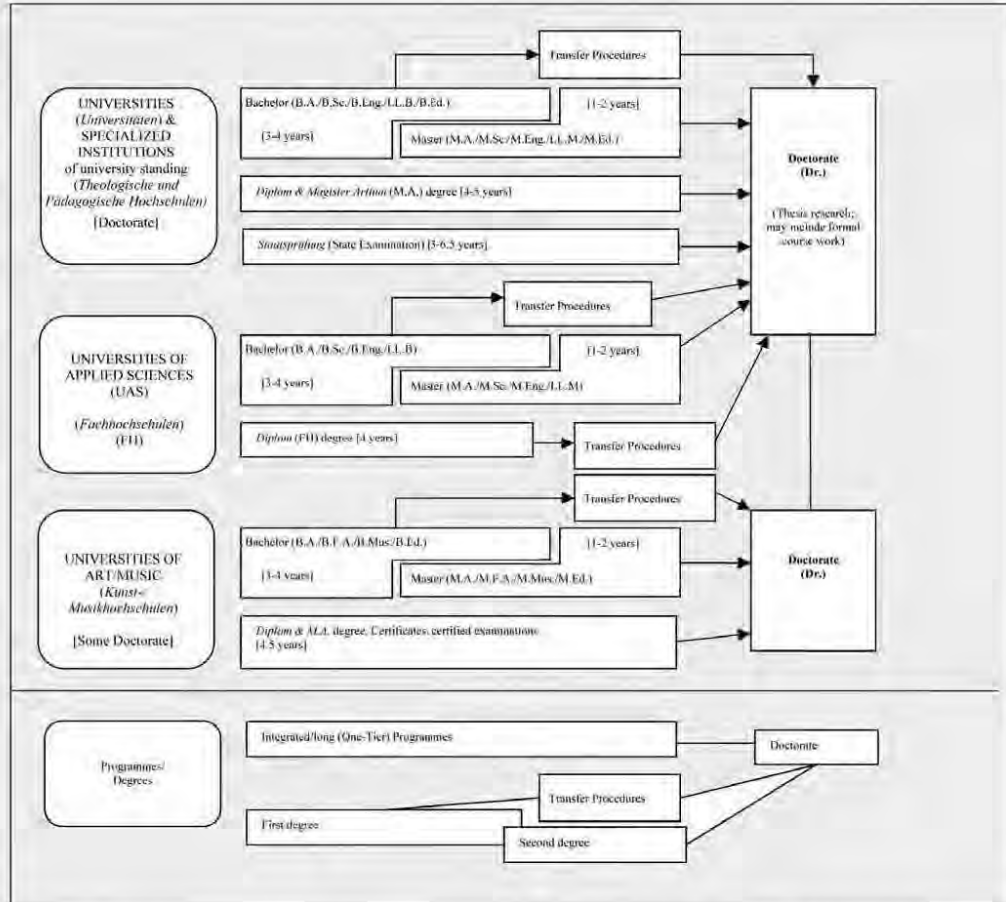 Transfer Procedures
UNIVERSITIES
(Universitäten) &
SPECIALIZED
INSTITUTIONS
of university standing
(Theologische und
Pädagogische Hochschulen)
[Doctorate]
Bachelor (B.A./B.Sc./B.Eng./LL.B./B.Ed.)
[3-4 years]
[1-2 years]
Master (M.A./M.Sc./M.Eng./LL.M./M.Ed.)
Diplom & Magister Artium (M.A.) degree [4-5 years]
Staatsprüfung (State Examination) [3-6.5 years]
Doctorate
(Dr.)
(Thesis research;
may include formal
course work)
Transfer Procedures
UNIVERSITIES OF
APPLIED SCIENCES
(UAS)
(Fachhochschulen)
(FH)
Bachelor (B.A./B.Sc./B.Eng./LL.B)
[3-4 years]
[1-2 years]
Master (M.A./M.Sc./M.Eng./LL.M)
Diplom (FH) degree [4 years]
Transfer Procedures
Transfer Procedures
UNIVERSITIES OF
ART/MUSIC
(Kunst-/
Musikhochschulen)
[Some Doctorate]
Bachelor (B.A./B.F.A./B.Mus./B.Ed.)
[3-4 years]
[1-2 years]
Master (M.A./M.F.A./M.Mus./M.Ed.)
Diplom & M.A. degree, Certificates, certified examinations
[4.5 years]
Doctorate
(Dr.)
Programmes/
Degrees
Integrated/long (One-Tier) Programmes
Doctorate
Transfer Procedures
First degree
Second degree